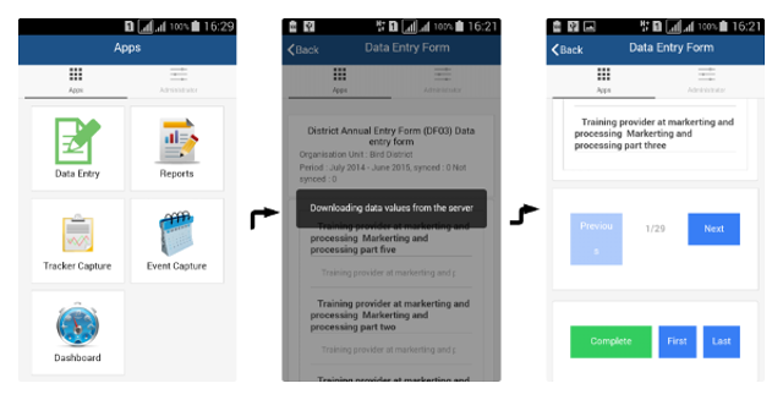 100% 16:29
Apps
Apps
Administrator
Data Entry
Reports
Tracker Capture
Event Capture
Dashboard
100% 16:21
Back
Data Entry Form
Apps
Administrator
District Annual Entry Form (DF03) Data
entry form
Organisation Unit : Bird District
Period : July 2014 - June 2015, synced : 0 Not
synced : 0
Downloading data values from the server
Training provider at markerting and
processing Markerting and
processing part five
Training provider at markerting and p
Training provider at markerting and
processing Markerting and
processing part two
Training provider at markerting and p
Training provider at markerting and
100% 16:21
Back
Data Entry Form
Apps
Administrator
Training provider at markerting and
processing Markerting and
processing part three
Previou
s
1/29
Next
Complete
First
Last